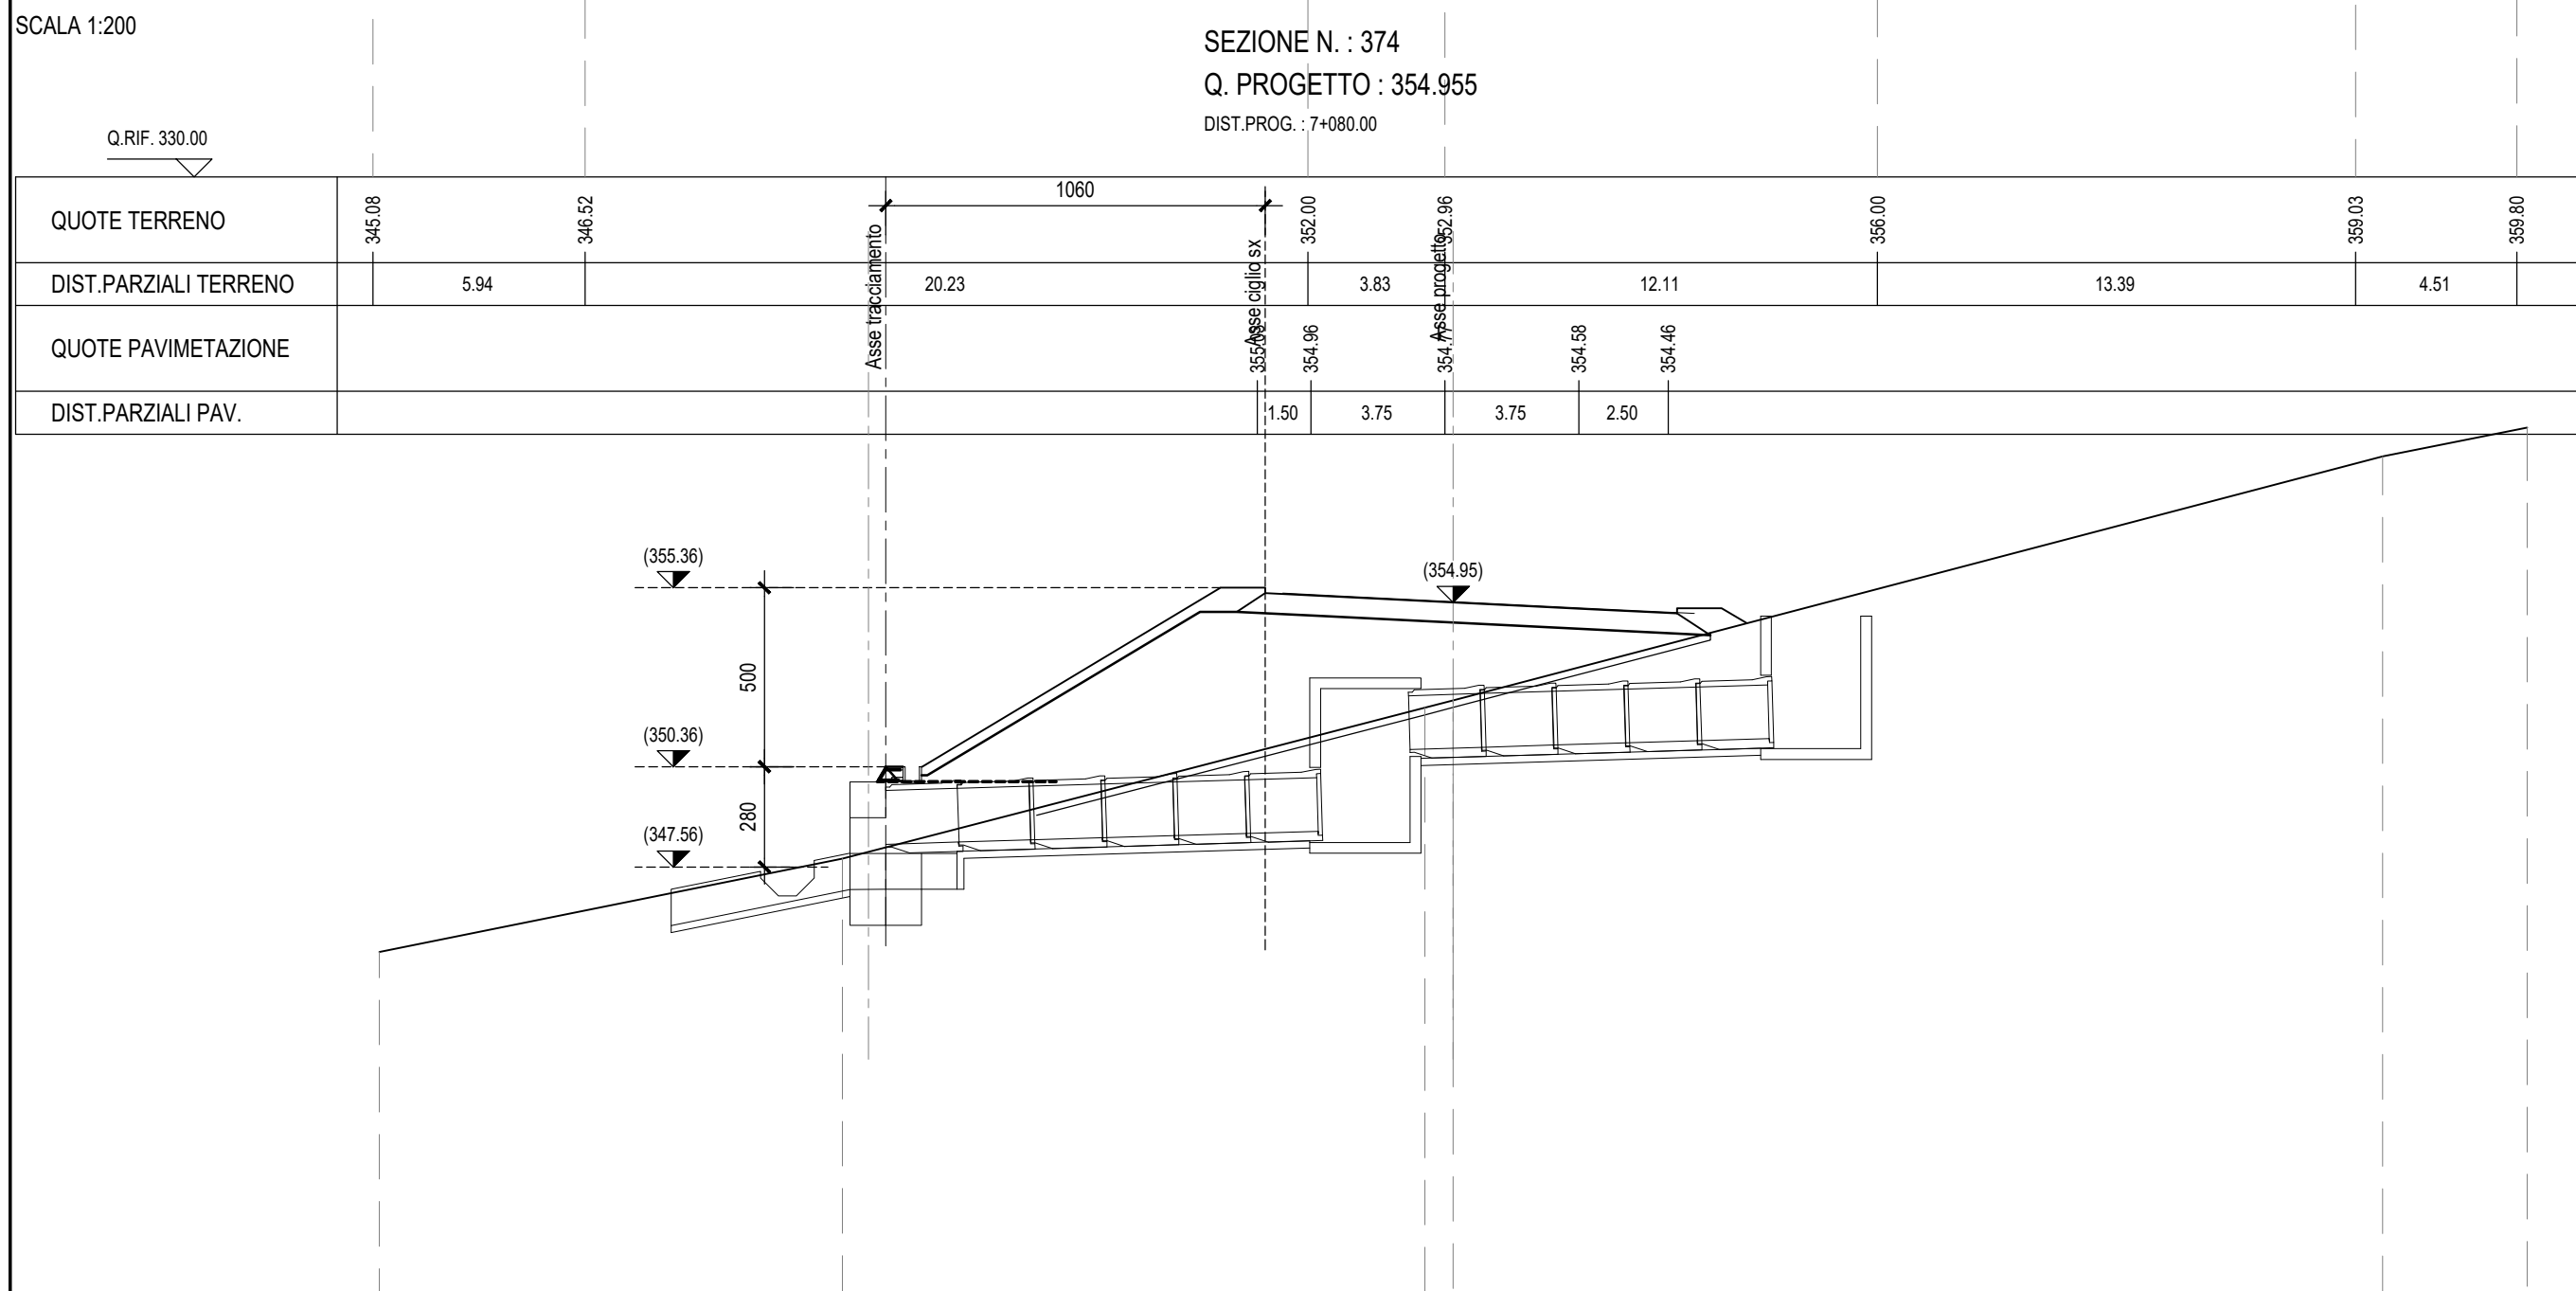 SCALA 1:200
SEZIONE N. : 374
Q. PROGETTO : 354.955
DIST.PROG. : 7+080.00
Q.RIF. 330.00
1060
QUOTE TERRENO
345.08
346.52
352.00
352.96
356.00
359.03
359.80
Asse tracciamento
Asse ciglio sx
Asse progetto
DIST.PARZIALI TERRENO
5.94
20.23
3.83
12.11
13.39
4.51
QUOTE PAVIMETAZIONE
354.96
354.77
354.58
354.46
DIST.PARZIALI PAV.
1.50
3.75
3.75
2.50
(355.36)
(354.95)
500
(350.36)
280
(347.56)